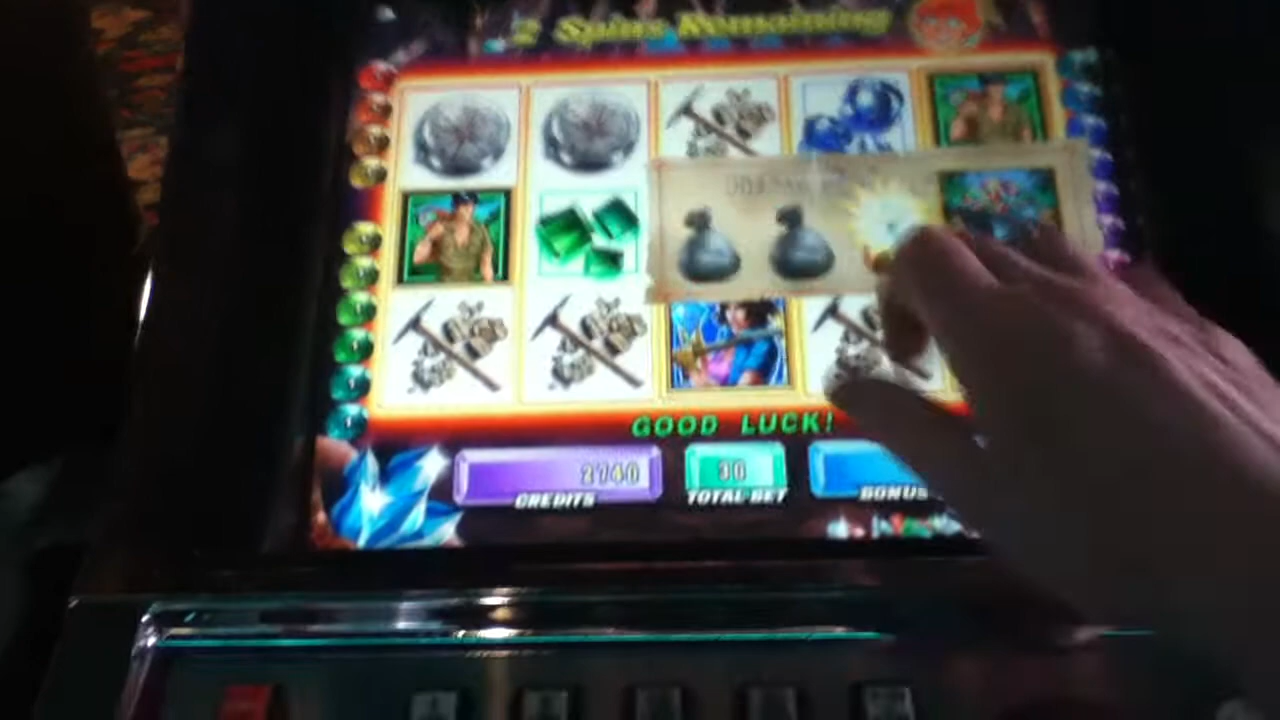 2 Spins Remaining
GOOD LUCK!
2740
30
CREDITS
TOTAL BET
BONUS